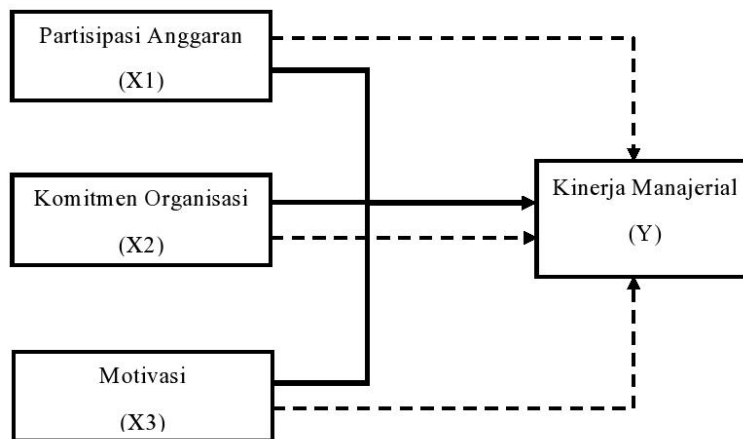 Partisipasi Anggaran
(X1)
Komitmen Organisasi
(X2)
Kinerja Manajerial
(Y)
Motivasi
(X3)